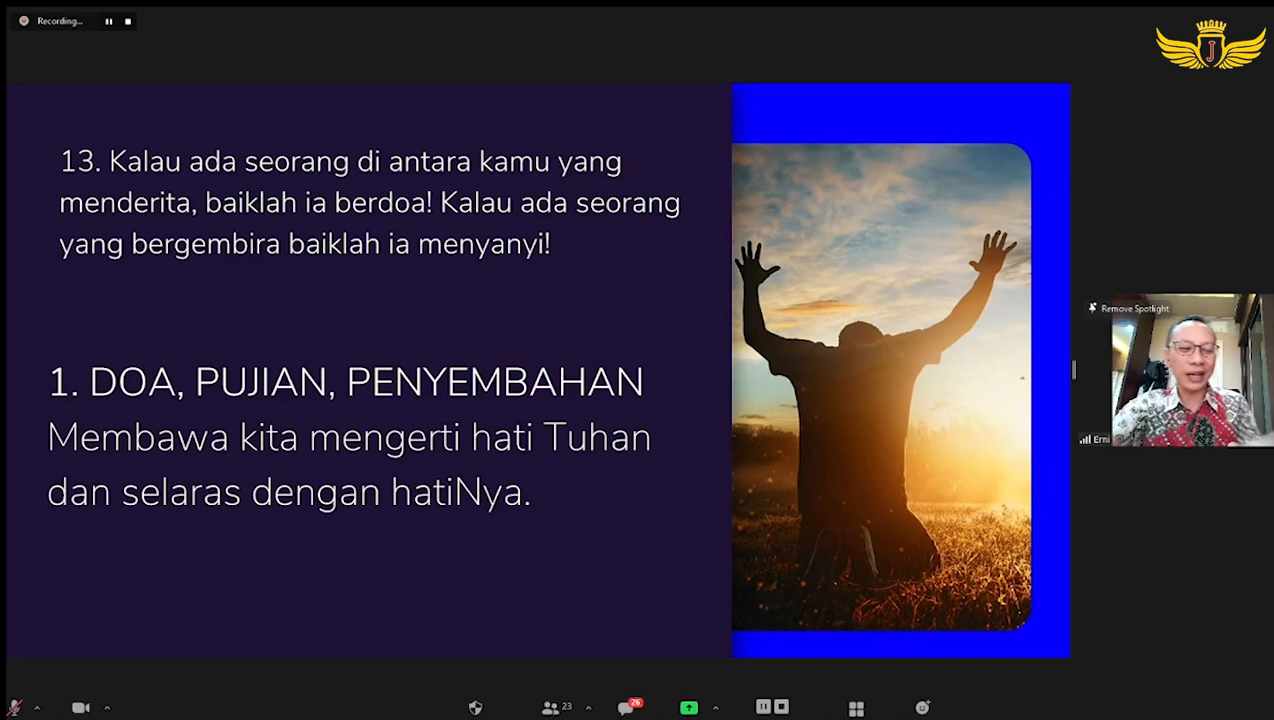 Recording...
J
13. Kalau ada seorang di antara kamu yang
menderita, baiklah ia berdoa! Kalau ada seorang
yang bergembira baiklah ia menyanyi!
1. DOA, PUJIAN, PENYEMBAHAN
Membawa kita mengerti hati Tuhan
dan selaras dengan hatiNya.
Remove Spotlight
Erni
23
26